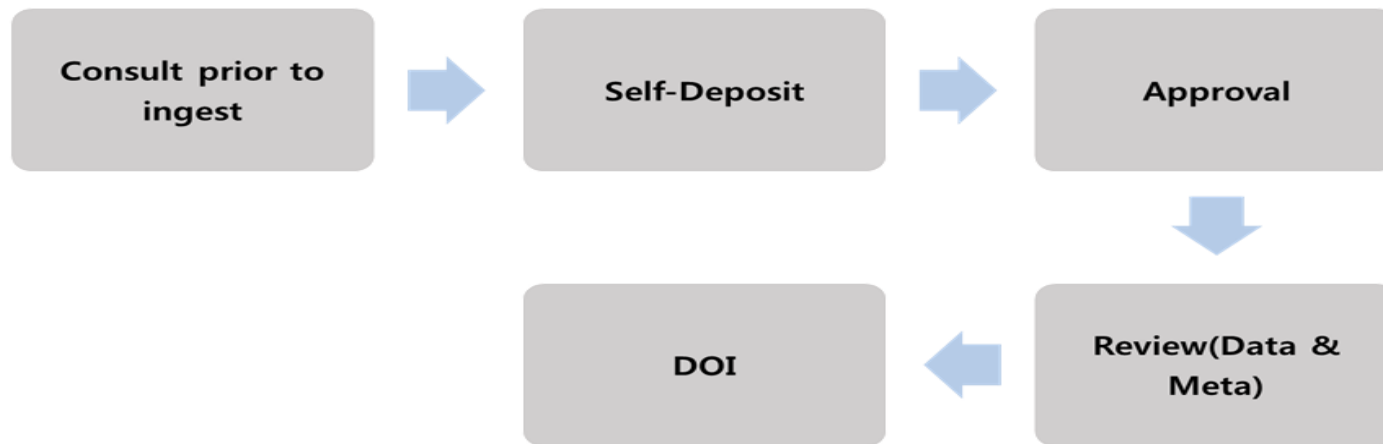 Consult prior to
ingest
Self-Deposit
Approval
Review(Data &
Meta)
DOI